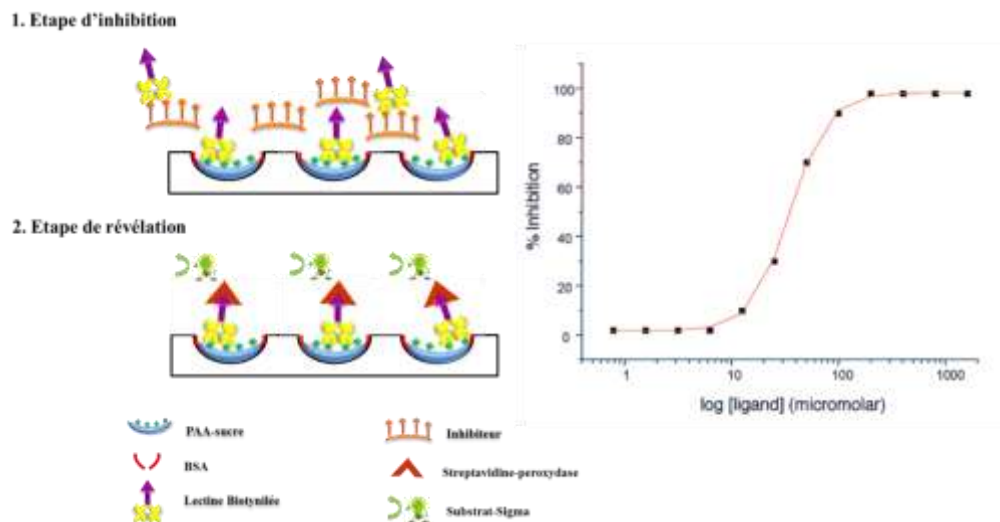 1. Etape d'inhibition
2. Etape de révélation
PAA-sucre
BSA
Lectine Biotynilée
Inhibiteur
Streptavidine-peroxydase
Substrat-Sigma
% Inhibition
100
80
60
40
20
0
1
10
100
1000
log [ligand] (micromolar)